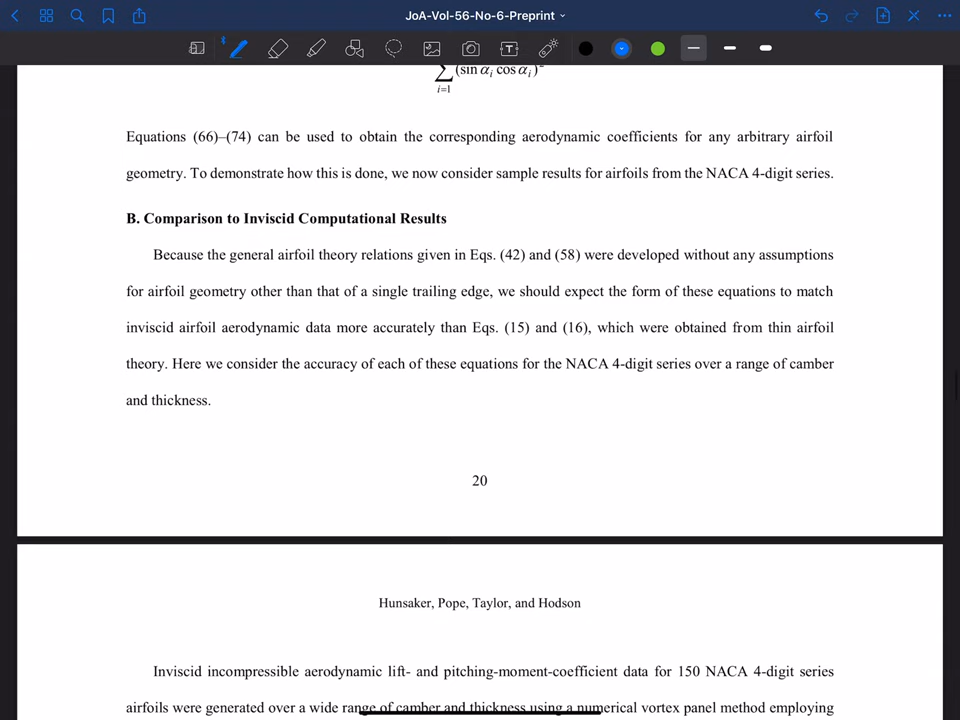 JoA-Vol-56-No-6-Preprint
∑ (sin αᵢ cos αᵢ)²
i=1
Equations (66)–(74) can be used to obtain the corresponding aerodynamic coefficients for any arbitrary airfoil
geometry. To demonstrate how this is done, we now consider sample results for airfoils from the NACA 4-digit series.
B. Comparison to Inviscid Computational Results
Because the general airfoil theory relations given in Eqs. (42) and (58) were developed without any assumptions
for airfoil geometry other than that of a single trailing edge, we should expect the form of these equations to match
inviscid airfoil aerodynamic data more accurately than Eqs. (15) and (16), which were obtained from thin airfoil
theory. Here we consider the accuracy of each of these equations for the NACA 4-digit series over a range of camber
and thickness.
20
Hunsaker, Pope, Taylor, and Hodson
Inviscid incompressible aerodynamic lift- and pitching-moment-coefficient data for 150 NACA 4-digit series
airfoils were generated over a wide range of camber and thickness using a numerical vortex panel method employing